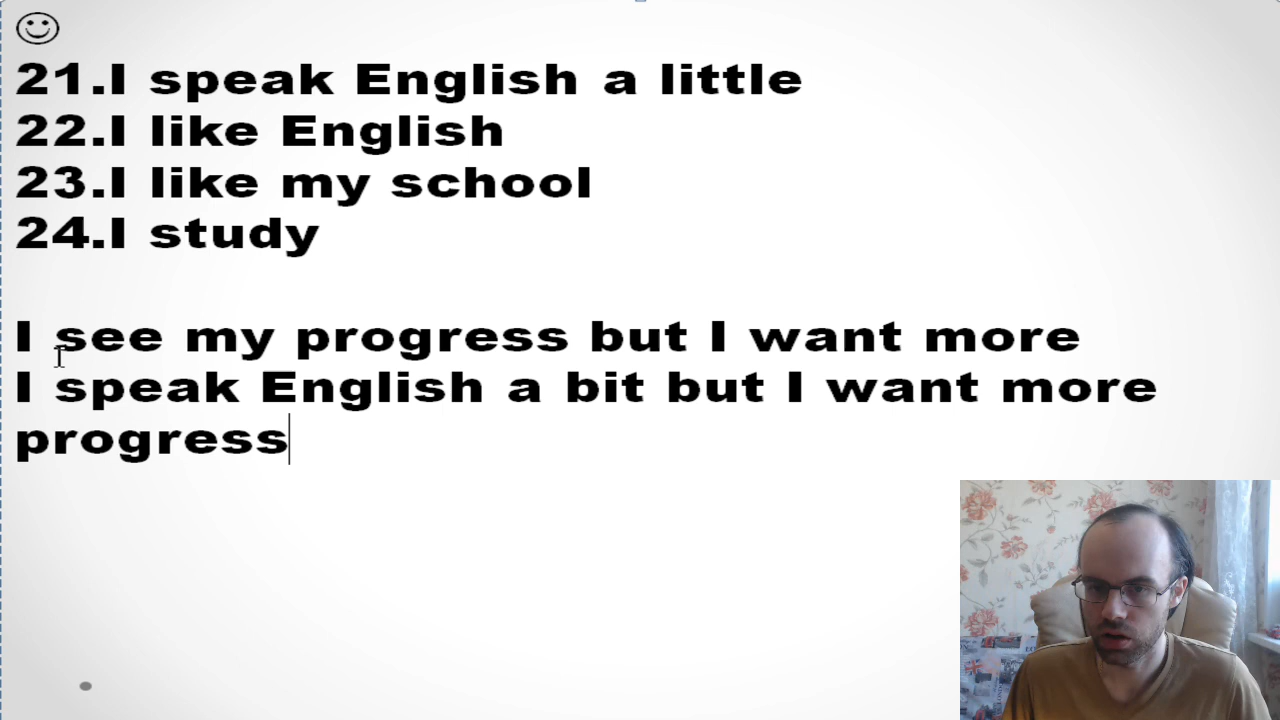 21.I speak English a little
22.I like English
23.I like my school
24.I study
I see my progress but I want more
I speak English a bit but I want more
progress